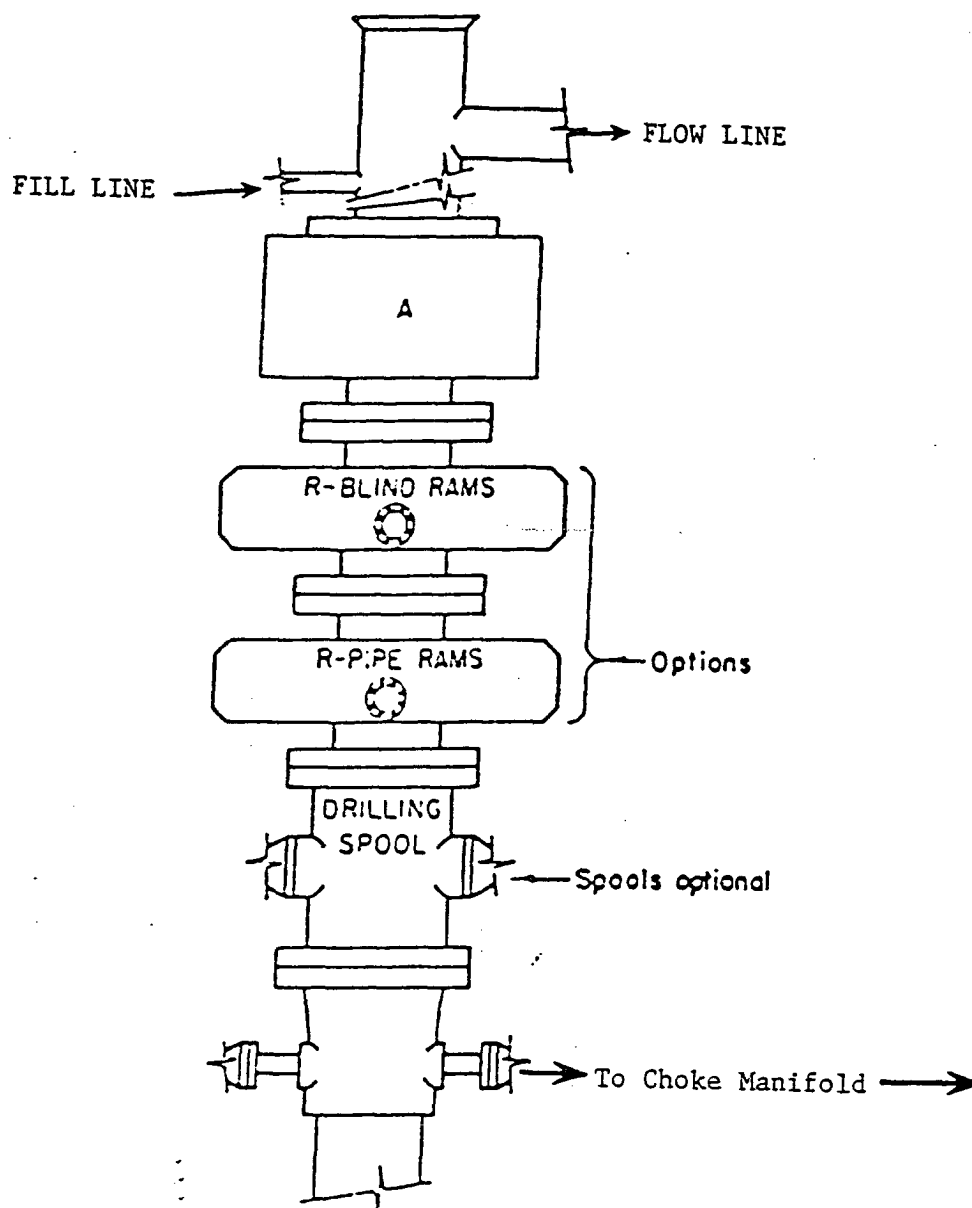 FLOW LINE
FILL LINE
A
R-BLIND RAMS
R-PIPE RAMS
Options
DRILLING
SPOOL
Spools optional
To Choke Manifold